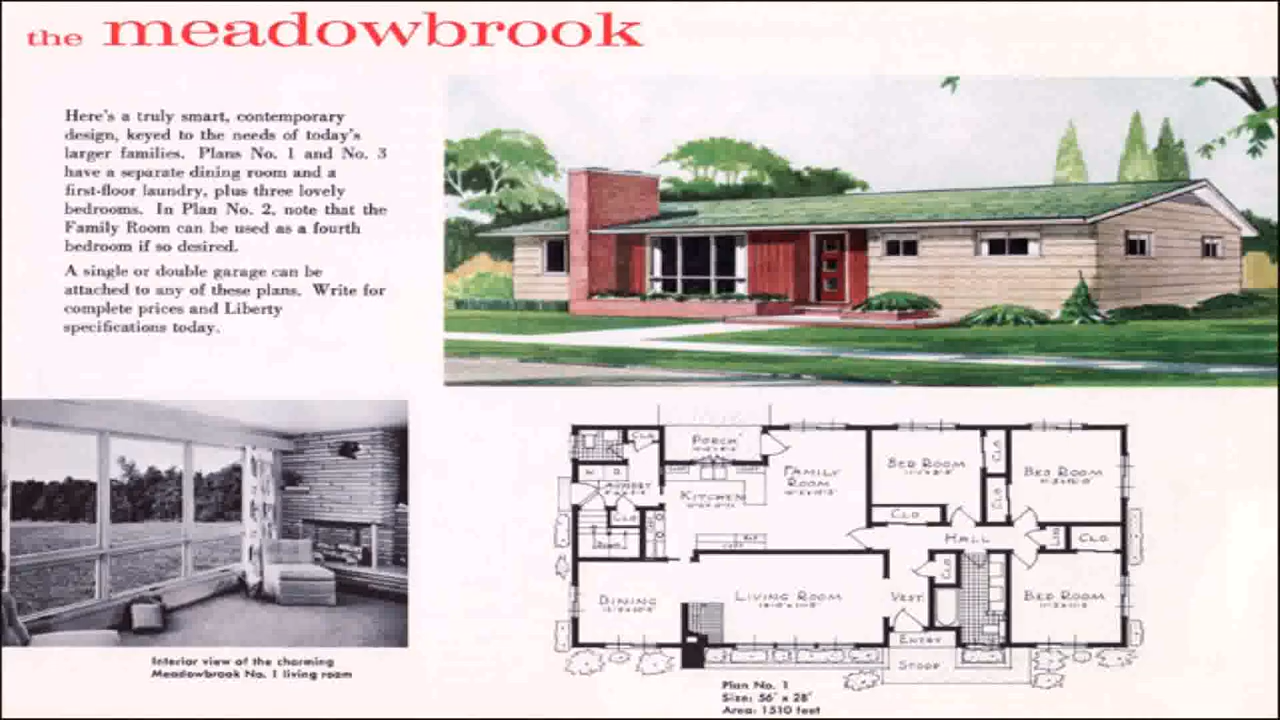 the meadowbrook
Here's a truly smart, contemporary
design, keyed to the needs of today's
larger families. Plans No. 1 and No. 3
have a separate dining room and a
first-floor laundry, plus three lovely
bedrooms. In Plan No. 2, note that the
Family Room can be used as a fourth
bedroom if so desired.
A single or double garage can be
attached to any of these plans. Write for
complete prices and Liberty
specifications today.
Interior view of the charming
Meadowbrook No. 1 living room
CLO
PORCH
W D
LAUNDRY
KITCHEN
FAMILY
ROOM
BED ROOM
CLO
BED ROOM
CLO
CLO
CLO
HALL
LIN
CLO
DINING
LIVING ROOM
VEST
CLO
BED ROOM
ENTRY
STOOP
Plan No. 1
Size: 56' x 28'
Area: 1510 feet